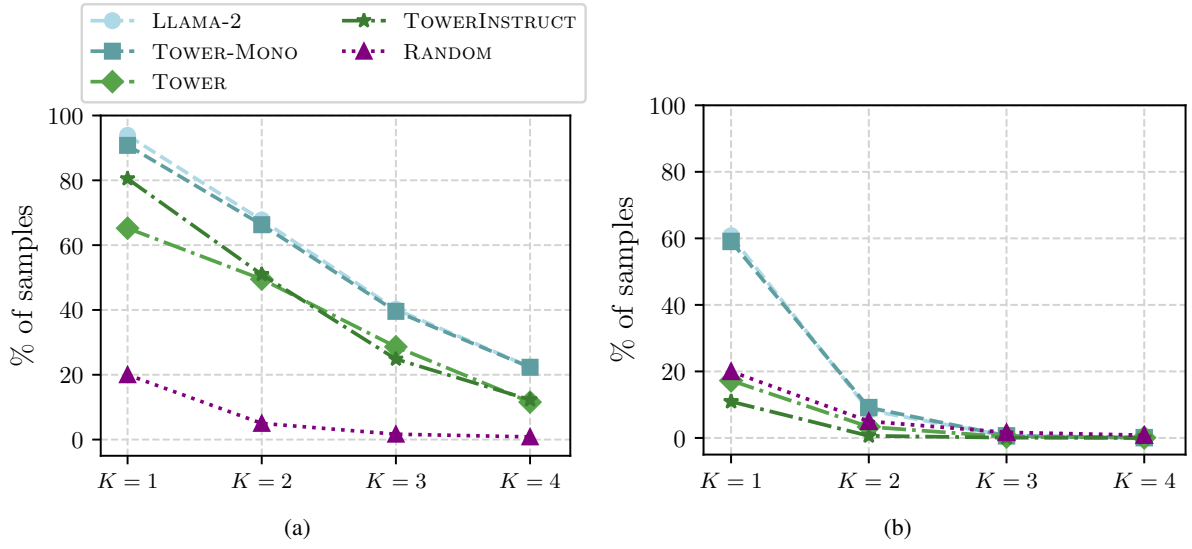 LLAMA-2
TOWER-MONO
TOWER
TOWERINSTRUCT
RANDOM
% of samples
100
80
60
40
20
0
K = 1
K = 2
K = 3
K = 4
(a)
% of samples
100
80
60
40
20
0
K = 1
K = 2
K = 3
K = 4
(b)